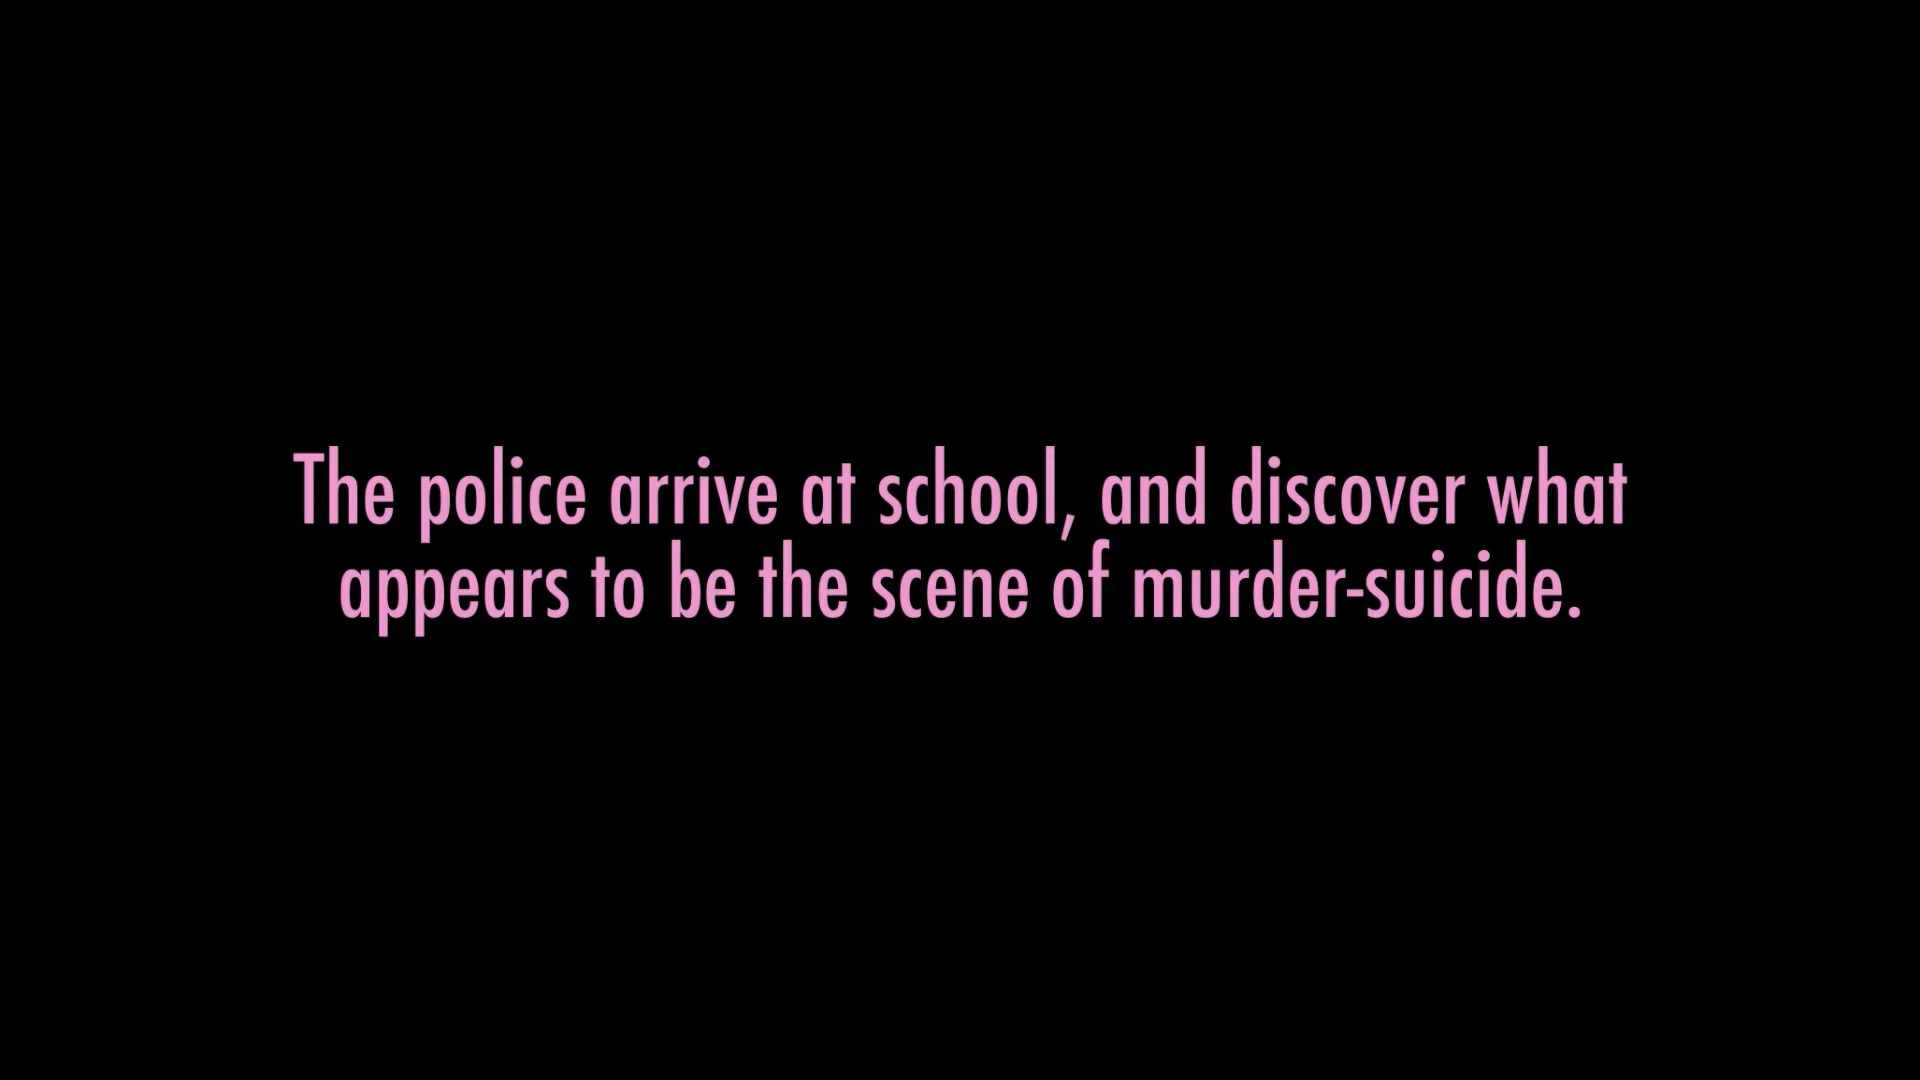 The police arrive at school, and discover what
appears to be the scene of murder-suicide.